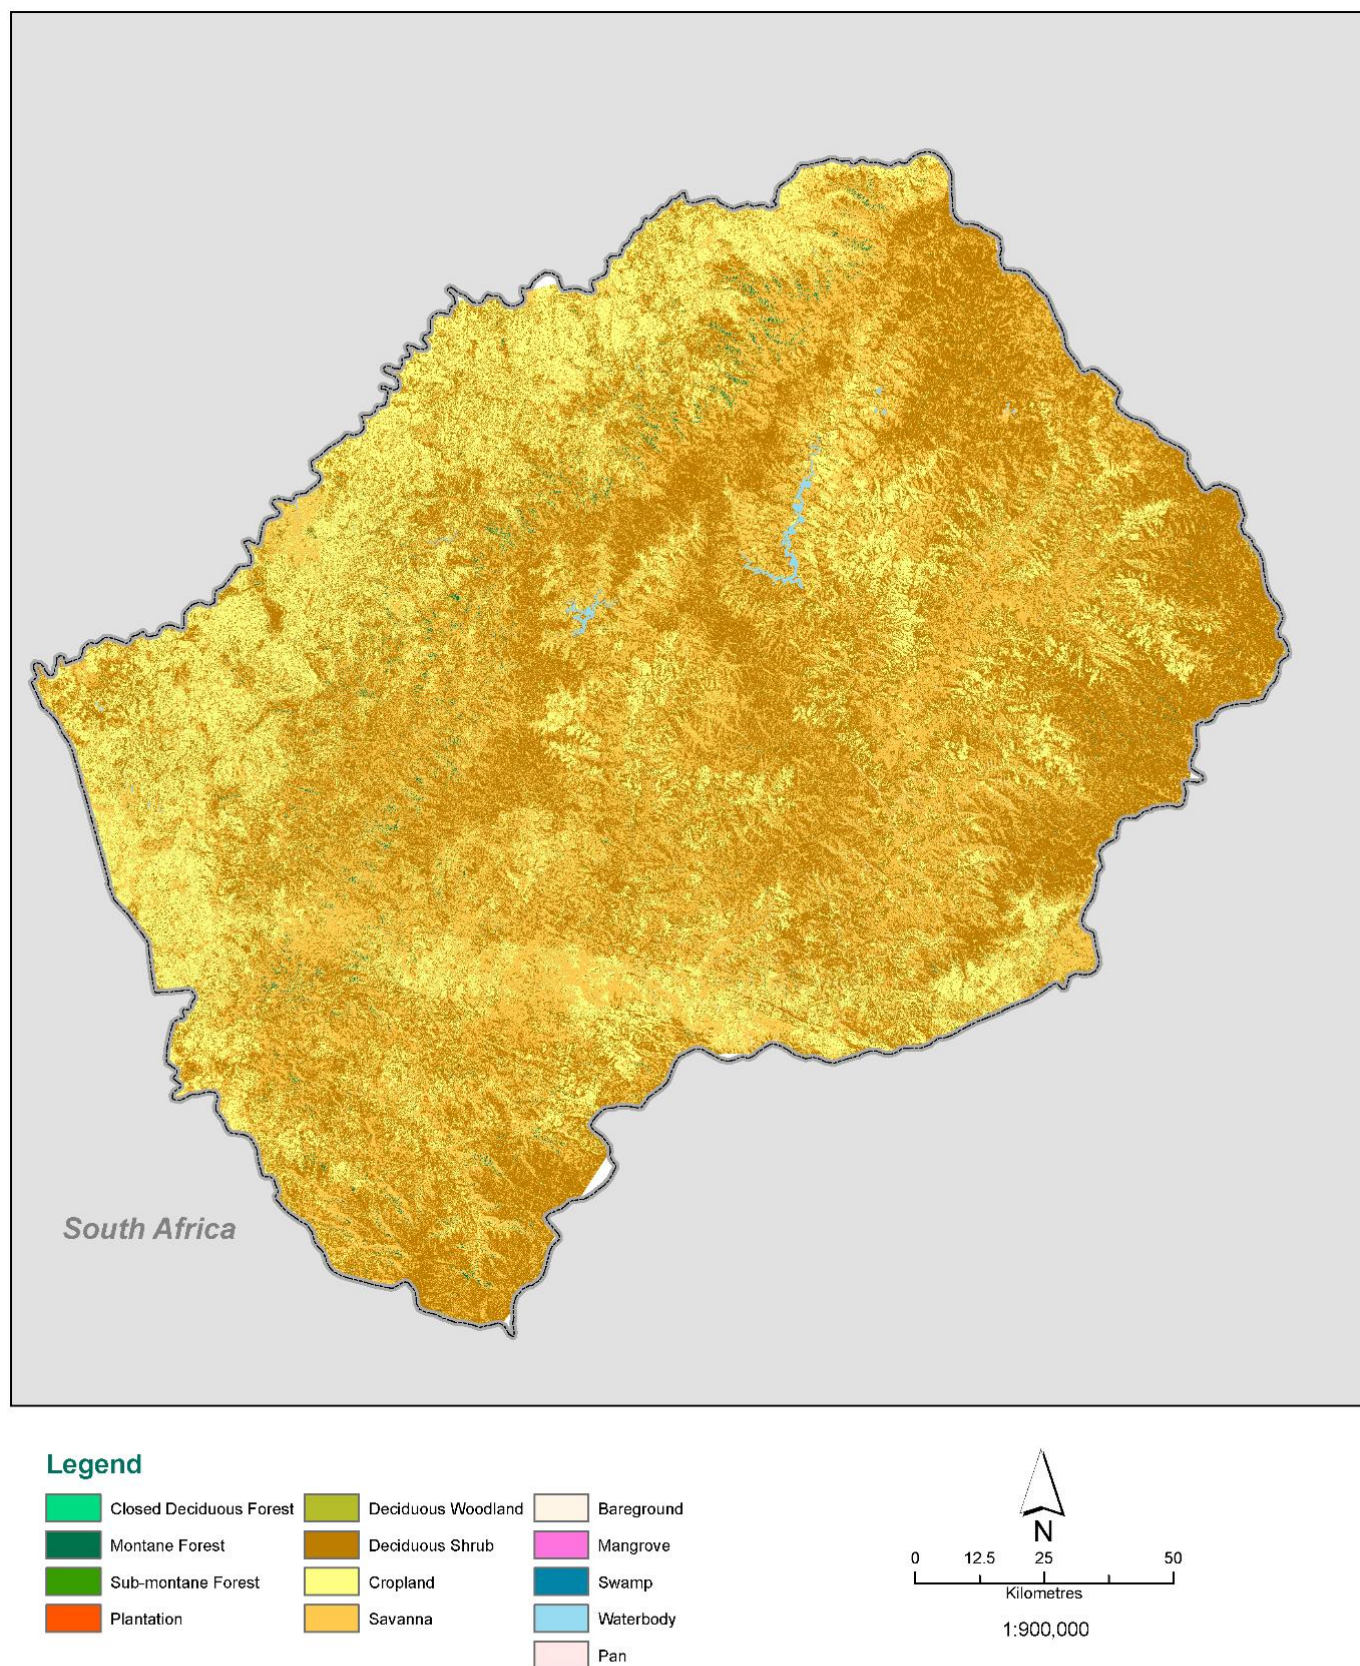 South Africa
Legend
Closed Deciduous Forest
Montane Forest
Sub-montane Forest
Plantation
Deciduous Woodland
Deciduous Shrub
Cropland
Savanna
Bareground
Mangrove
Swamp
Waterbody
Pan
N
0 12.5 25 50
Kilometres
1:900,000